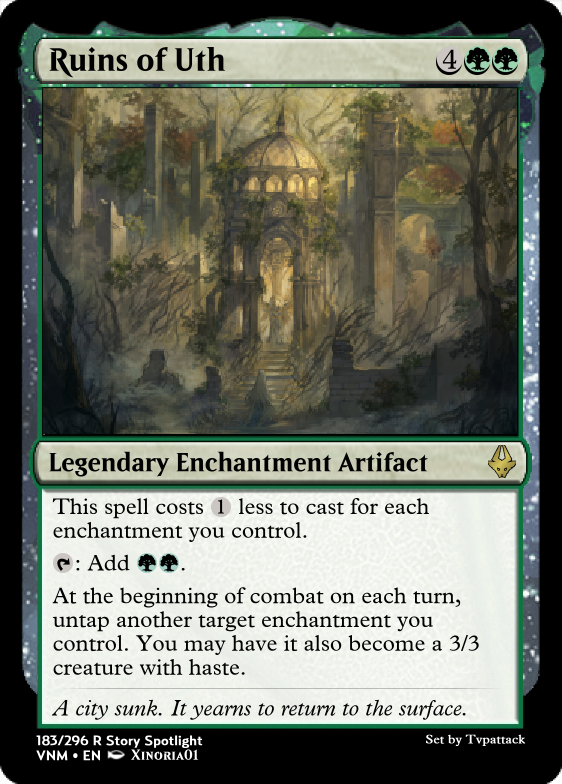 Ruins of Uth 4
Legendary Enchantment Artifact
This spell costs 1 less to cast for each
enchantment you control.
: Add .
At the beginning of combat on each turn,
untap another target enchantment you
control. You may have it also become a 3/3
creature with haste.
A city sunk. It yearns to return to the surface.
183/296 R Story Spotlight
VNM • EN Xinoria01
Set by Tvpattack